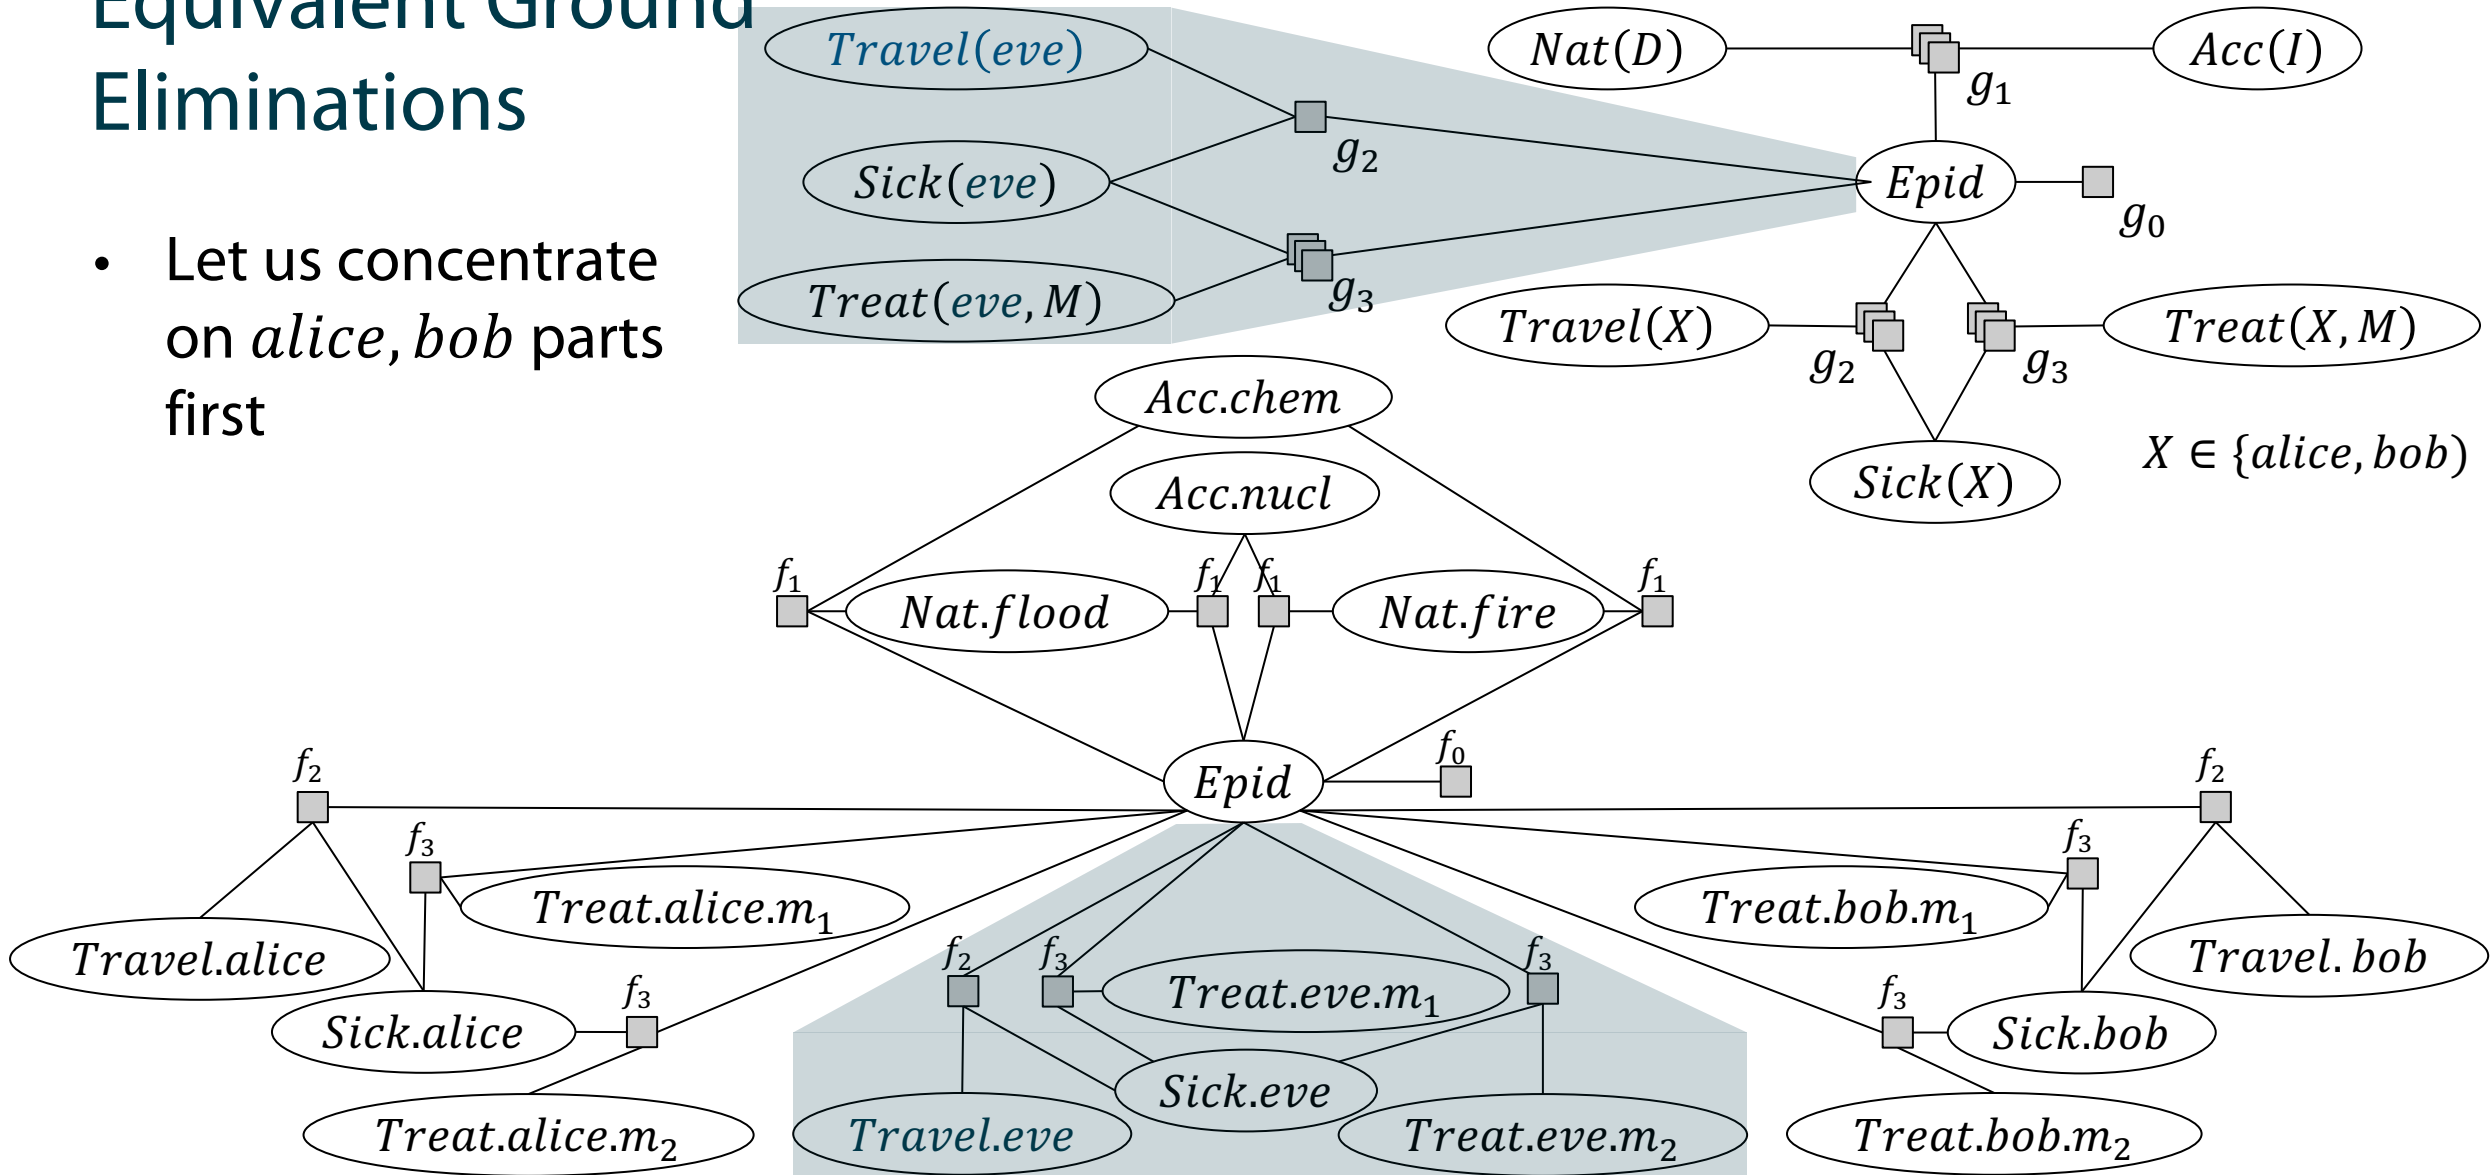 Equivalent Ground
Eliminations
• Let us concentrate
on alice, bob parts
first
Travel(eve)
Sick(eve)
Treat(eve, M)
g₂
g₃
Nat(D)
Acc(I)
g₁
Epid
g₀
Travel(X)
Treat(X, M)
g₂
g₃
Sick(X)
X ∈ {alice, bob)
Acc.chem
Acc.nucl
f₁
f₁
f₁
f₁
Nat.flood
Nat.fire
Epid
f₀
f₂
f₂
f₃
f₃
Treat.alice.m₁
Treat.bob.m₁
Travel.alice
Travel. bob
f₂
f₃
f₃
Treat.eve.m₁
f₃
f₃
Sick.alice
Sick.bob
Sick.eve
Treat.alice.m₂
Travel.eve
Treat.eve.m₂
Treat.bob.m₂